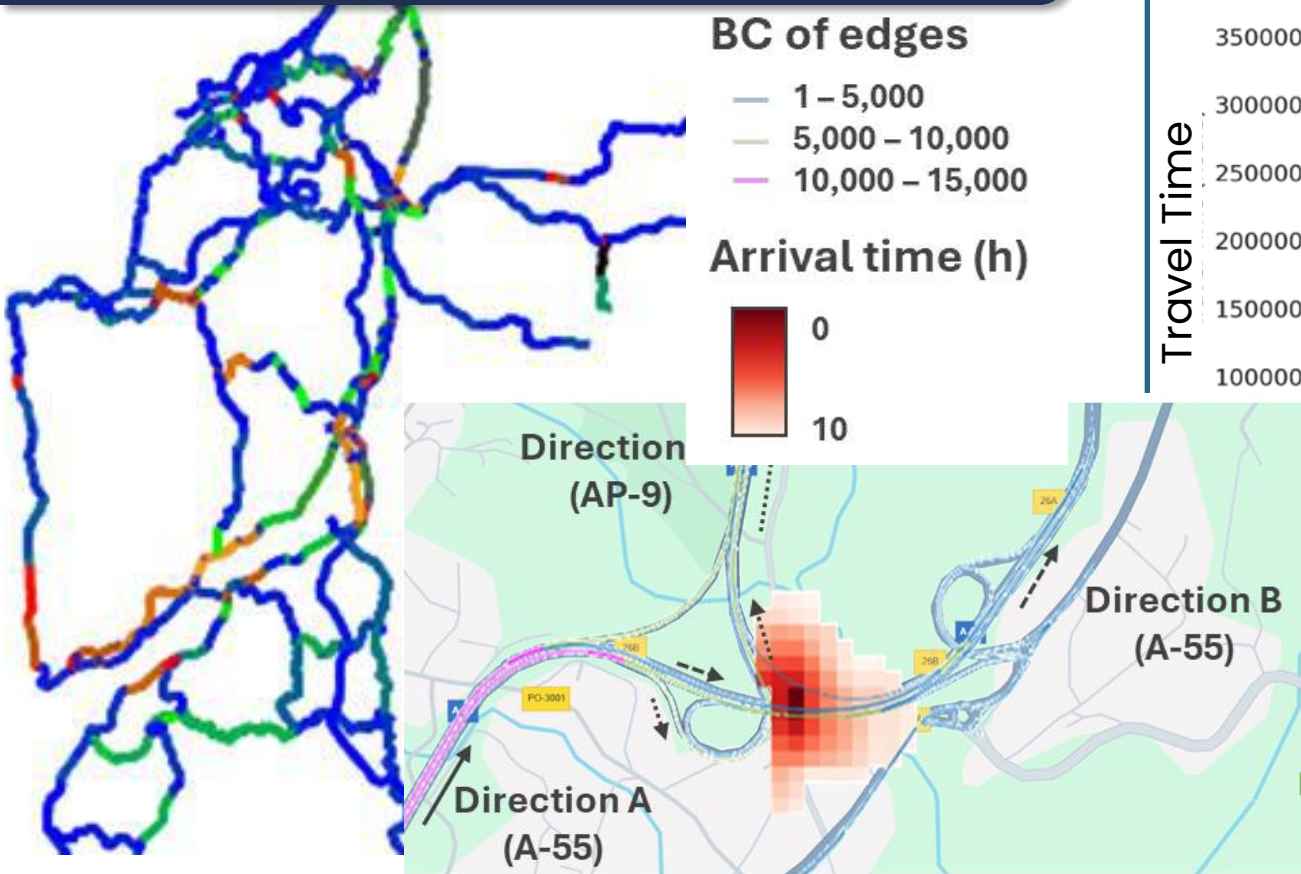 BC of edges
1 – 5,000
5,000 – 10,000
10,000 – 15,000
Arrival time (h)
0
10
Travel Time
350000
300000
250000
200000
150000
100000
Direction
(AP-9)
26A
Direction B
(A-55)
26B
26B
PO-3001
Direction A
(A-55)